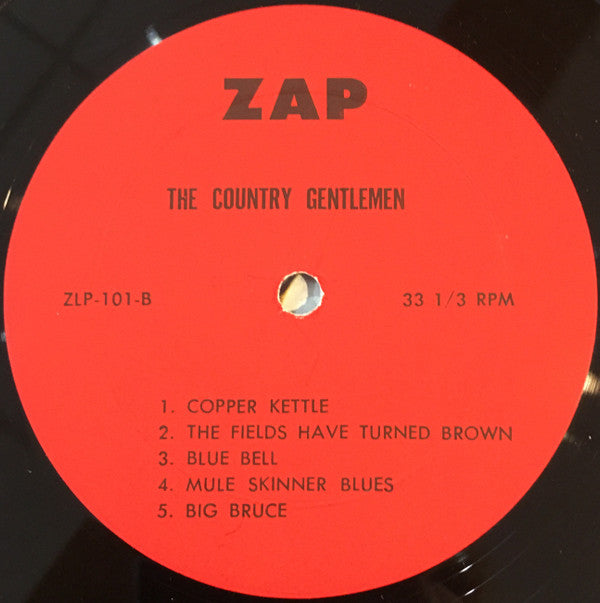 ZAP
THE COUNTRY GENTLEMEN
ZLP-101-B 33 1/3 RPM
1. COPPER KETTLE
2. THE FIELDS HAVE TURNED BROWN
3. BLUE BELL
4. MULE SKINNER BLUES
5. BIG BRUCE